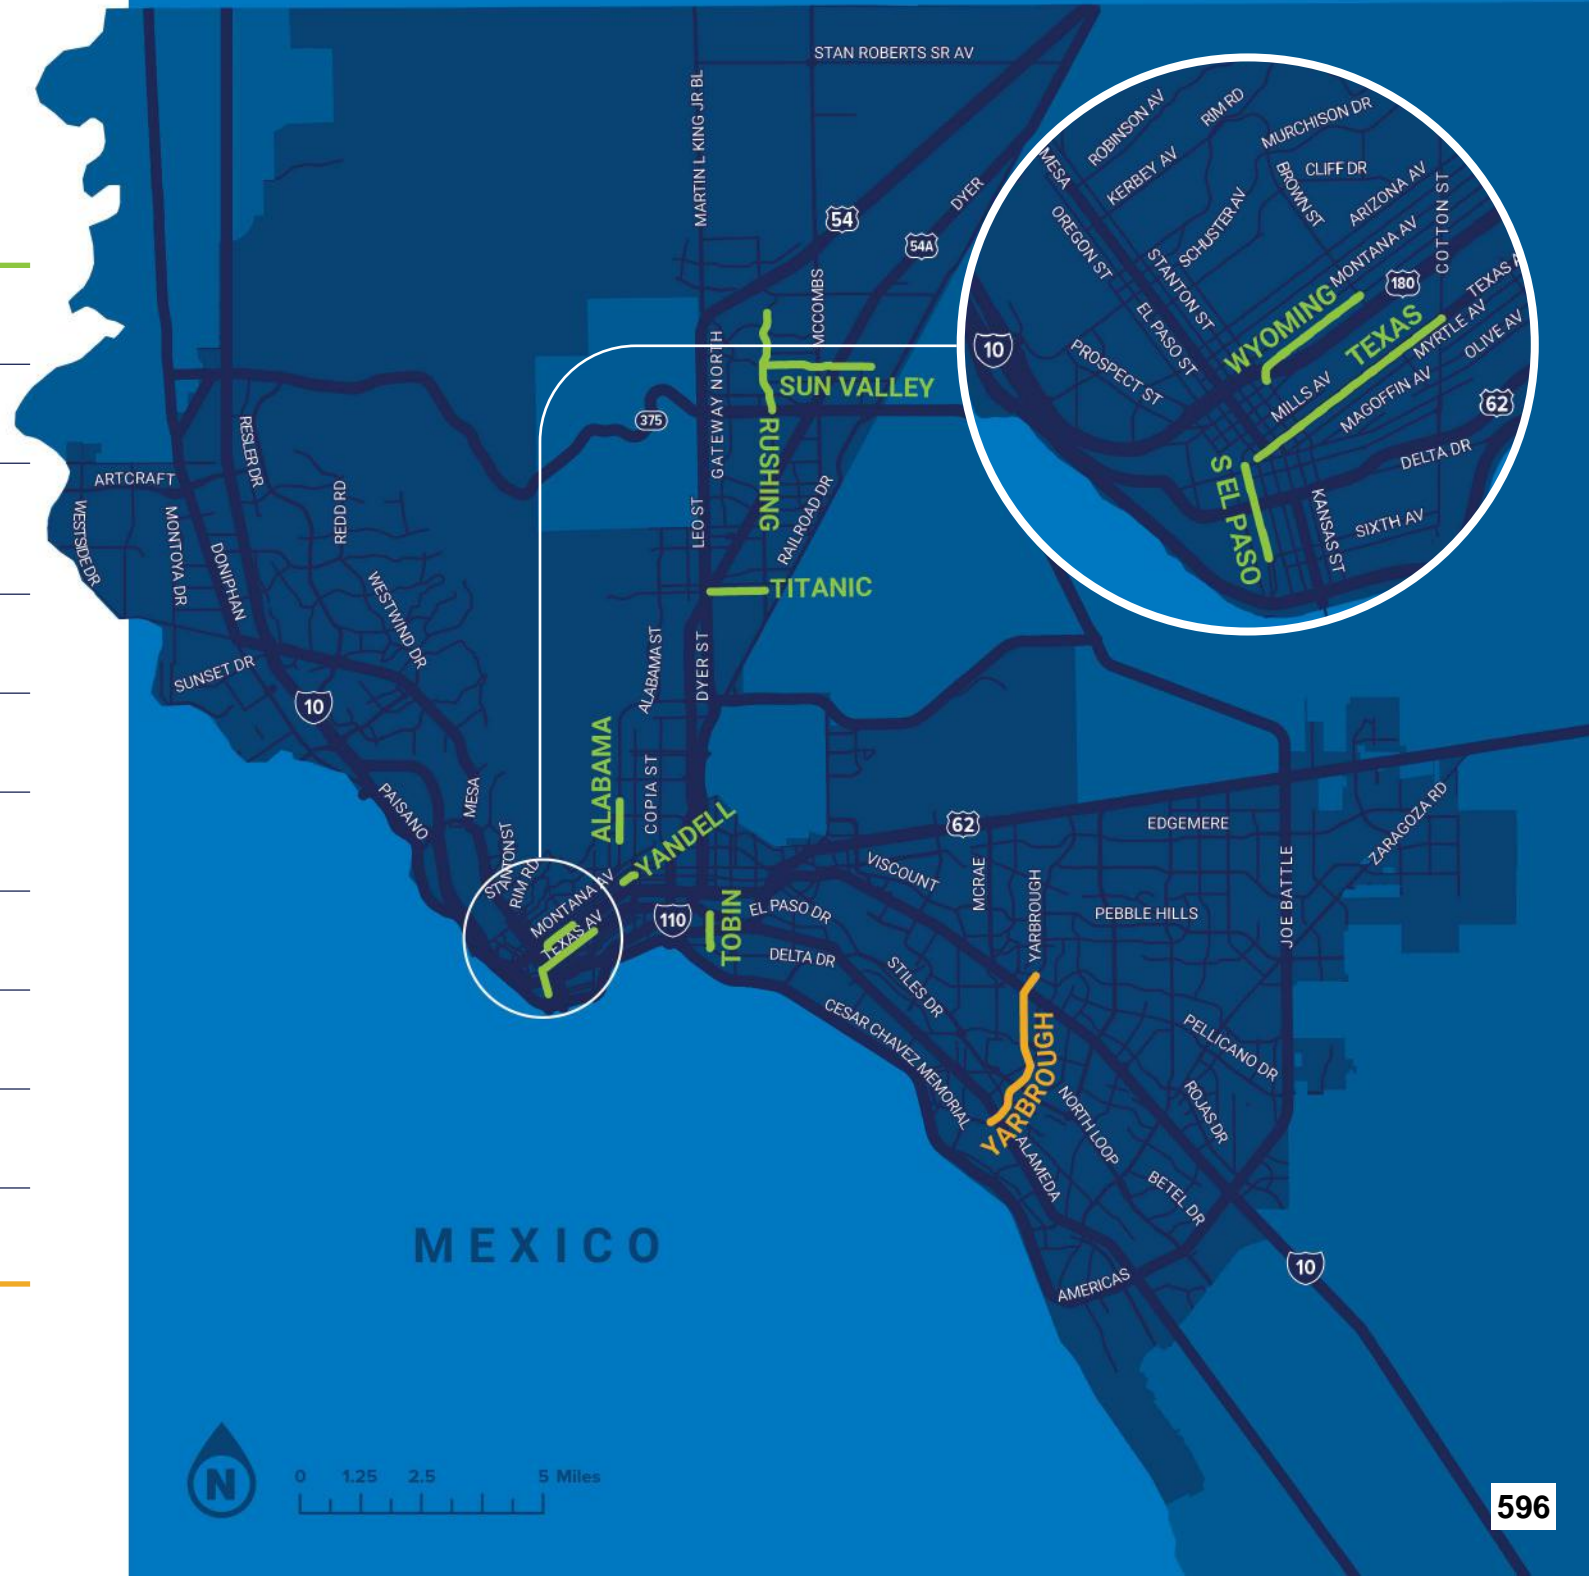 STAN ROBERTS SR AV
MARTIN L KING JR BL
54
54A
DYER
MCCOMBS
GATEWAY NORTH
SUN VALLEY
RUSHING
375
LEO ST
RAILROAD DR
TITANIC
RESLER DR
ARTCRAFT
WESTSIDE DR
MONTOYA DR
DONIPHAN
REDD RD
WESTWIND DR
SUNSET DR
10
PAISANO
MESA
STANTON ST
RIM RD
ALABAMA ST
DYER ST
ALABAMA
COPIA ST
YANDELL
MONTANA AV
TEXAS AV
110
TOBIN
EL PASO DR
DELTA DR
62
VISCOUNT
MCRAE
YARBROUGH
EDGEMERE
PEBBLE HILLS
JOE BATTLE
ZARAGOZA RD
STILES DR
CESAR CHAVEZ MEMORIAL
YARBROUGH
PELLICANO DR
ROJAS DR
NORTH LOOP
ALAMEDA
BETEL DR
AMERICAS
10
ROBINSON AV
RIM RD
MURCHISON DR
MESA
KERBEY AV
CLIFF DR
BROWN ST
ARIZONA AV
COTTON ST
OREGON ST
SCHUSTER AV
STANTON ST
MONTANA AV
180
TEXAS A
EL PASO ST
WYOMING
TEXAS
MYRTLE AV
OLIVE AV
10
PROSPECT ST
MILLS AV
MAGOFFIN AV
62
DELTA DR
S EL PASO
KANSAS ST
SIXTH AV
MEXICO
N
0 1.25 2.5 5 Miles
596